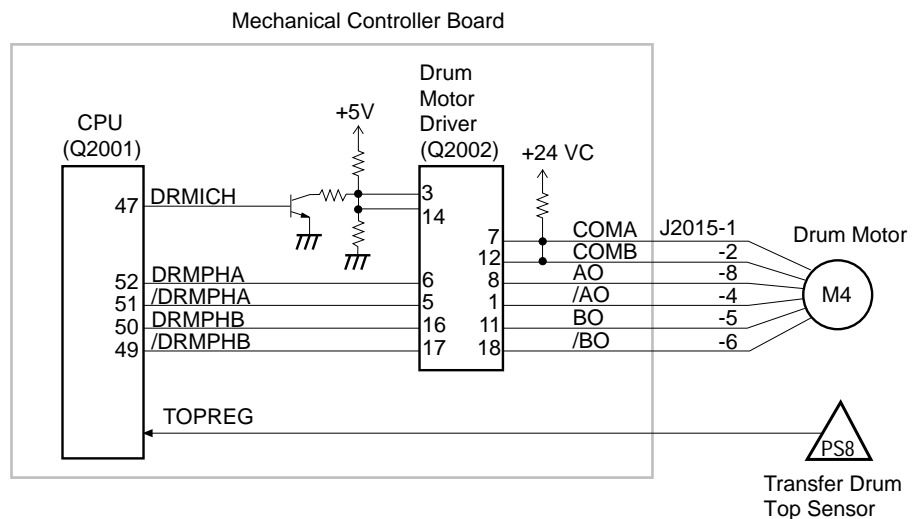 Mechanical Controller Board
Drum
Motor
Driver
(Q2002)
CPU
(Q2001)
+5V
+24 VC
47 DRMICH
3
14
7 COMA J2015-1
12 COMB -2
52 DRMPHA 6
8 AO -8
51 /DRMPHA 5
1 /AO -4
50 DRMPHB 16
11 BO -5
49 /DRMPHB 17
18 /BO -6
Drum Motor
M4
TOPREG
PS8
Transfer Drum
Top Sensor